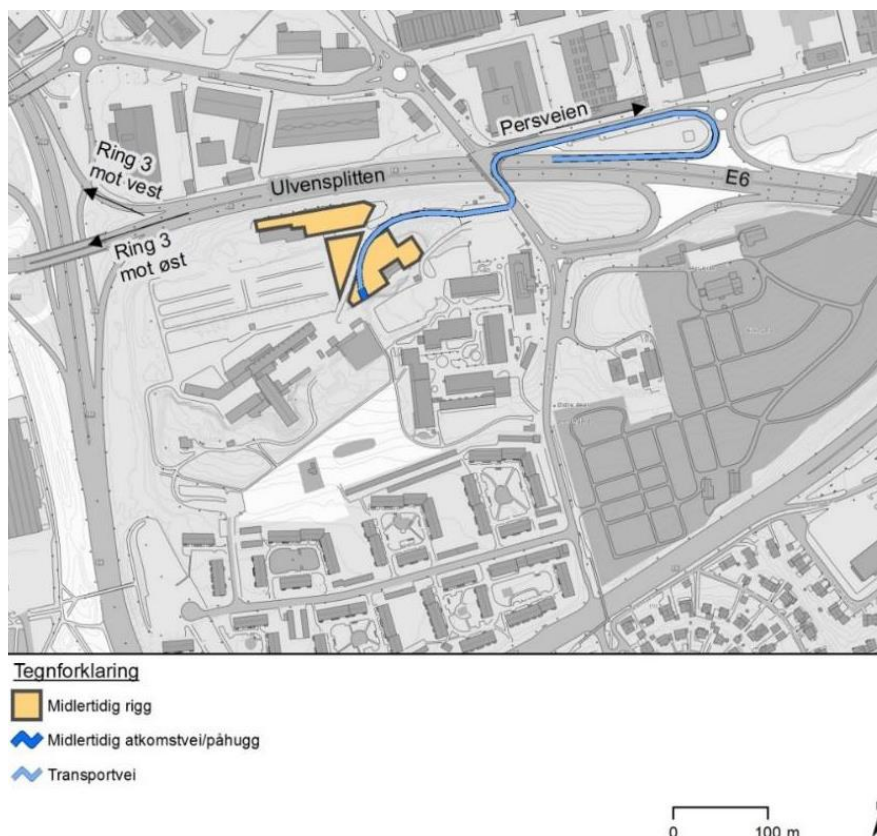 Persveien
Ring 3
mot vest
Ulvensplitten
E6
Ring 3
mot øst
Tegnforklaring
Midlertidig rigg
Midlertidig atkomstvei/påhugg
Transportvei
0
100 m